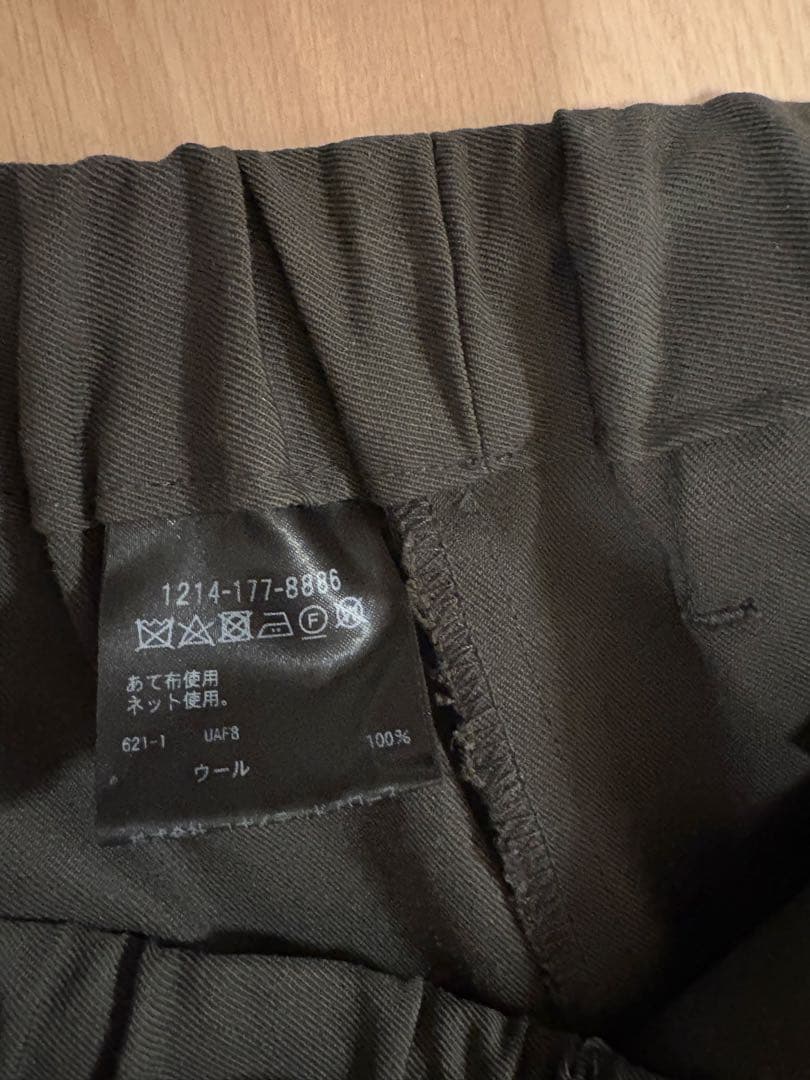 1214-177-8886
F
あて布使用
ネット使用。
621-1 UAF8 100%
ウール